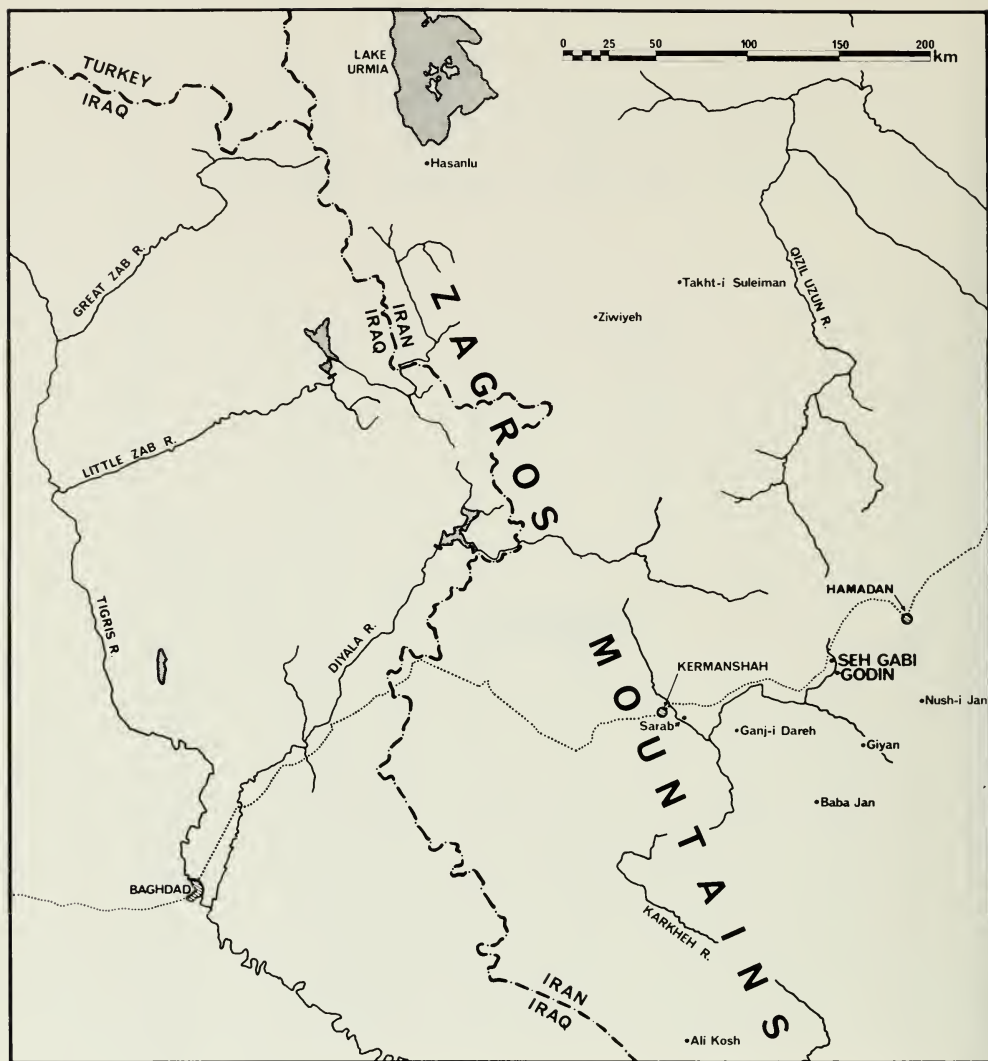 LAKE
URMIA
0 25 50 100 150 200
km
TURKEY
IRAQ
Hasanlu
GREAT ZAB R.
QIZIL UZUN R.
Takht-i Suleiman
Ziwiyeh
IRAN
IRAQ
ZAGROS
LITTLE ZAB R.
TIGRIS R.
DIYALA R.
HAMADAN
SEH GABI
GODIN
KERMANSHAH
Nush-i Jan
Sarab
Ganj-i Dareh
Giyan
Baba Jan
MOUNTAINS
BAGHDAD
KARKHEH R.
IRAN
IRAQ
Ali Kosh